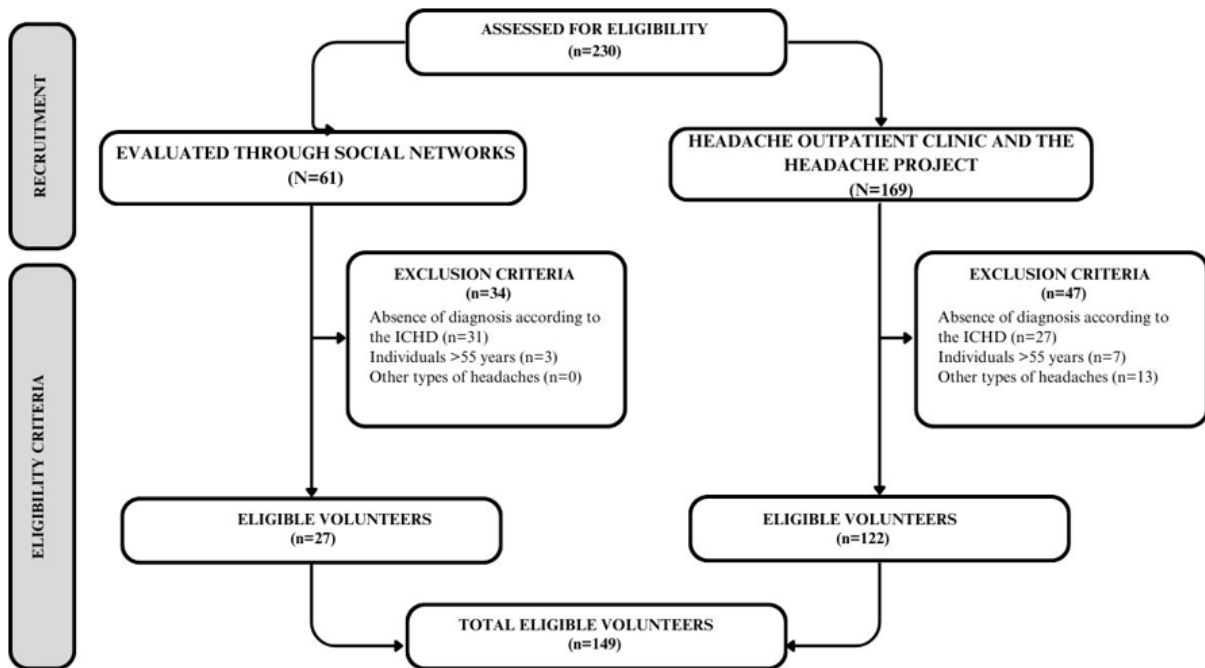 RECRUITMENT
ASSESSED FOR ELIGIBILITY
(n=230)
EVALUATED THROUGH SOCIAL NETWORKS
(N=61)
HEADACHE OUTPATIENT CLINIC AND THE
HEADACHE PROJECT
(N=169)
ELIGIBILITY CRITERIA
EXCLUSION CRITERIA
(n=34)
Absence of diagnosis according to
the ICHD (n=31)
Individuals >55 years (n=3)
Other types of headaches (n=0)
EXCLUSION CRITERIA
(n=47)
Absence of diagnosis according to
the ICHD (n=27)
Individuals >55 years (n=7)
Other types of headaches (n=13)
ELIGIBLE VOLUNTEERS
(n=27)
ELIGIBLE VOLUNTEERS
(n=122)
TOTAL ELIGIBLE VOLUNTEERS
(n=149)